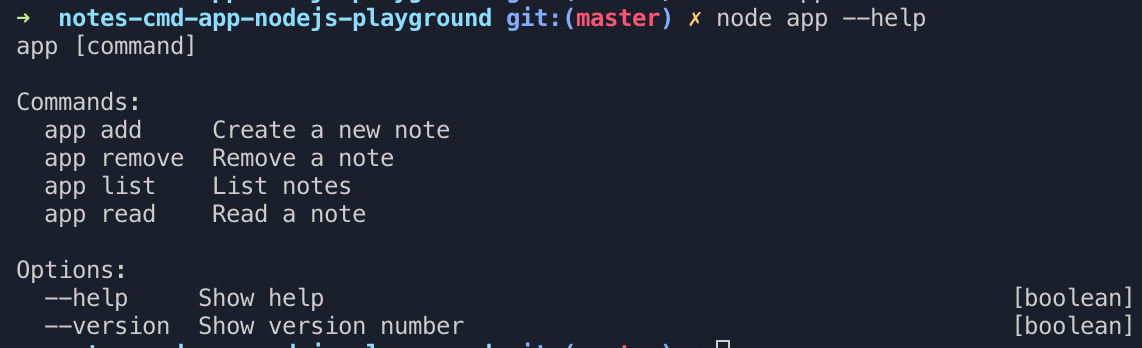 ➜  notes-cmd-app-nodejs-playground git:(master) ✗ node app --help
app [command]

Commands:
  app add     Create a new note
  app remove  Remove a note
  app list    List notes
  app read    Read a note

Options:
  --help     Show help                                                  [boolean]
  --version  Show version number                                        [boolean]